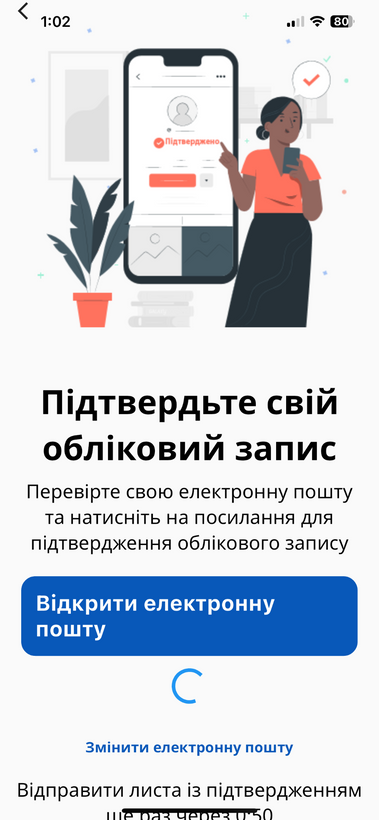 1:02
80
Підтверджено
Підтвердьте свій
обліковий запис
Перевірте свою електронну пошту
та натисніть на посилання для
підтвердження облікового запису
Відкрити електронну
пошту
Змінити електронну пошту
Відправити листа із підтвердженням
ще раз через 0:50